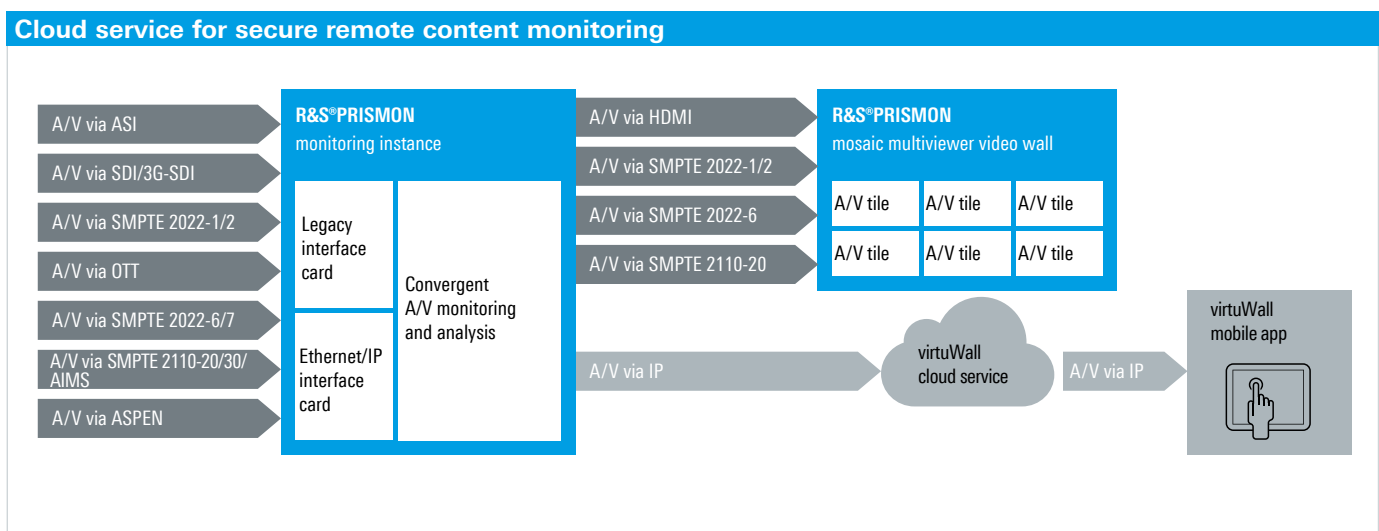 Cloud service for secure remote content monitoring
A/V via ASI
A/V via SDI/3G-SDI
A/V via SMPTE 2022-1/2
A/V via OTT
A/V via SMPTE 2022-6/7
A/V via SMPTE 2110-20/30/
AIMS
A/V via ASPEN
R&S®PRISMON
monitoring instance
Legacy
interface
card
Ethernet/IP
interface
card
Convergent
A/V monitoring
and analysis
A/V via HDMI
A/V via SMPTE 2022-1/2
A/V via SMPTE 2022-6
A/V via SMPTE 2110-20
A/V via IP
R&S®PRISMON
mosaic multiviewer video wall
A/V tile A/V tile A/V tile
A/V tile A/V tile A/V tile
virtuWall
cloud service
A/V via IP
virtuWall
mobile app